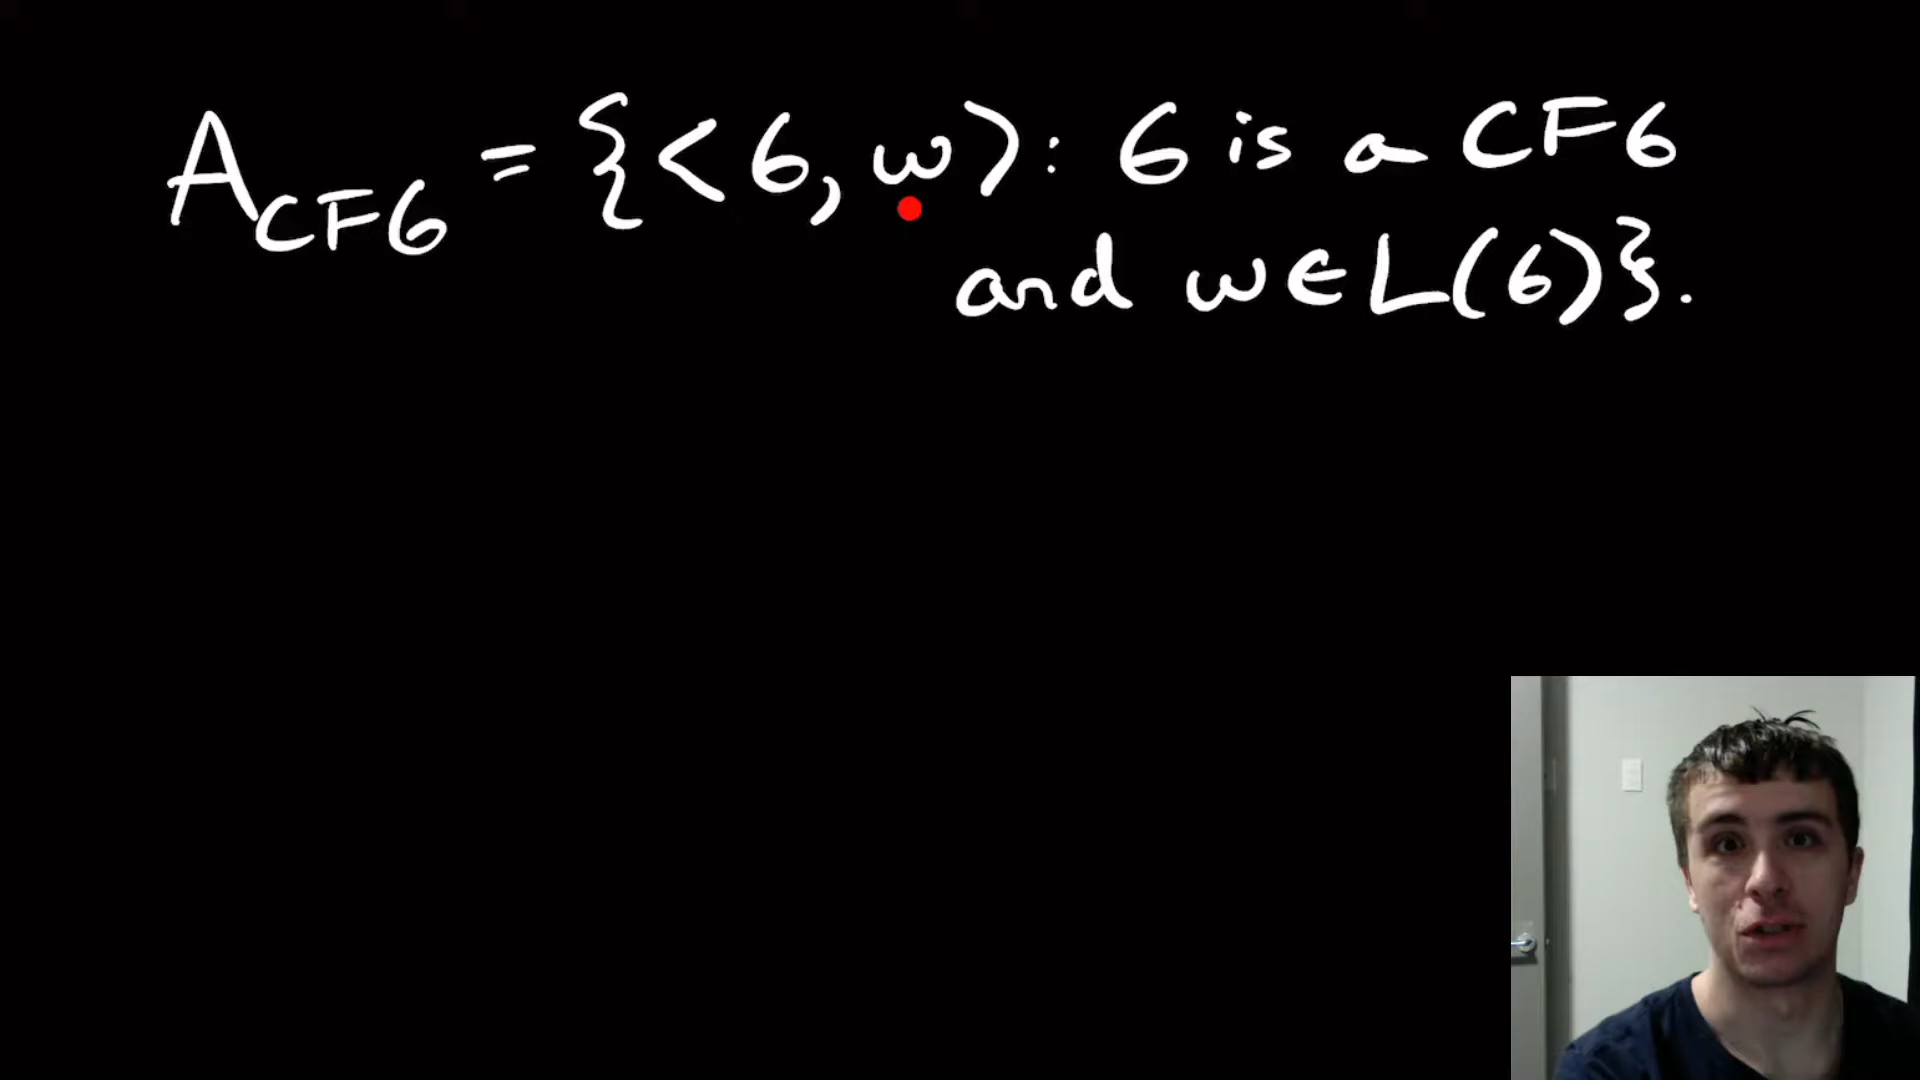 A_CFG = {<G, w>: G is a CFG
and w∈L(G)}.